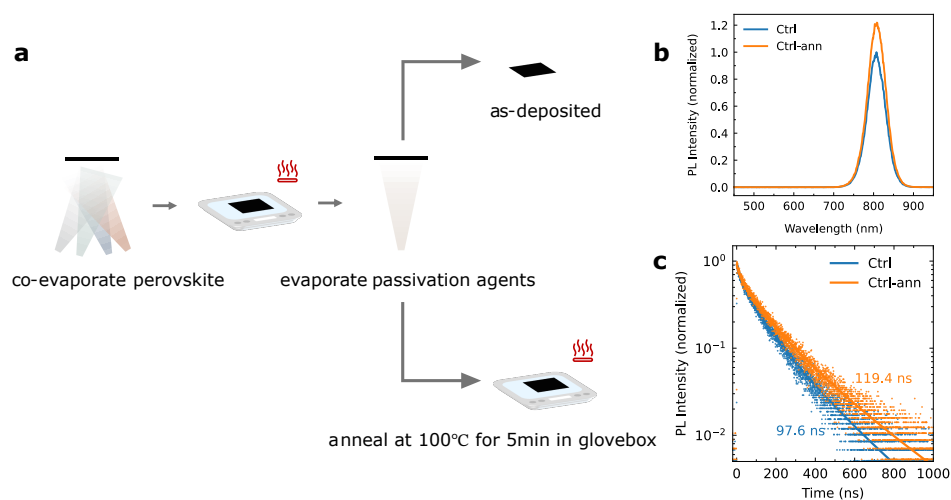 a
co-evaporate perovskite
evaporate passivation agents
as-deposited
anneal at 100℃ for 5min in glovebox
b
PL Intensity (normalized)
1.2
1.0
0.8
0.6
0.4
0.2
0.0
Ctrl
Ctrl-ann
500 600 700 800 900
Wavelength (nm)
c
PL Intensity (normalized)
10⁰
10⁻¹
10⁻²
Ctrl
Ctrl-ann
119.4 ns
97.6 ns
0 200 400 600 800 1000
Time (ns)